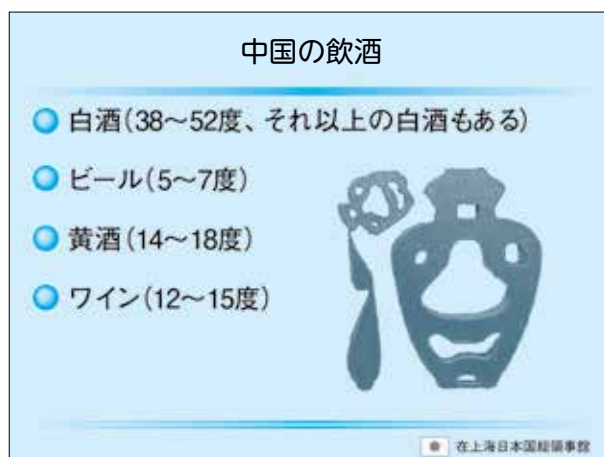 中国の飲酒
白酒(38～52度、それ以上の白酒もある)
ビール(5～7度)
黄酒(14～18度)
ワイン(12～15度)
在上海日本国総領事館